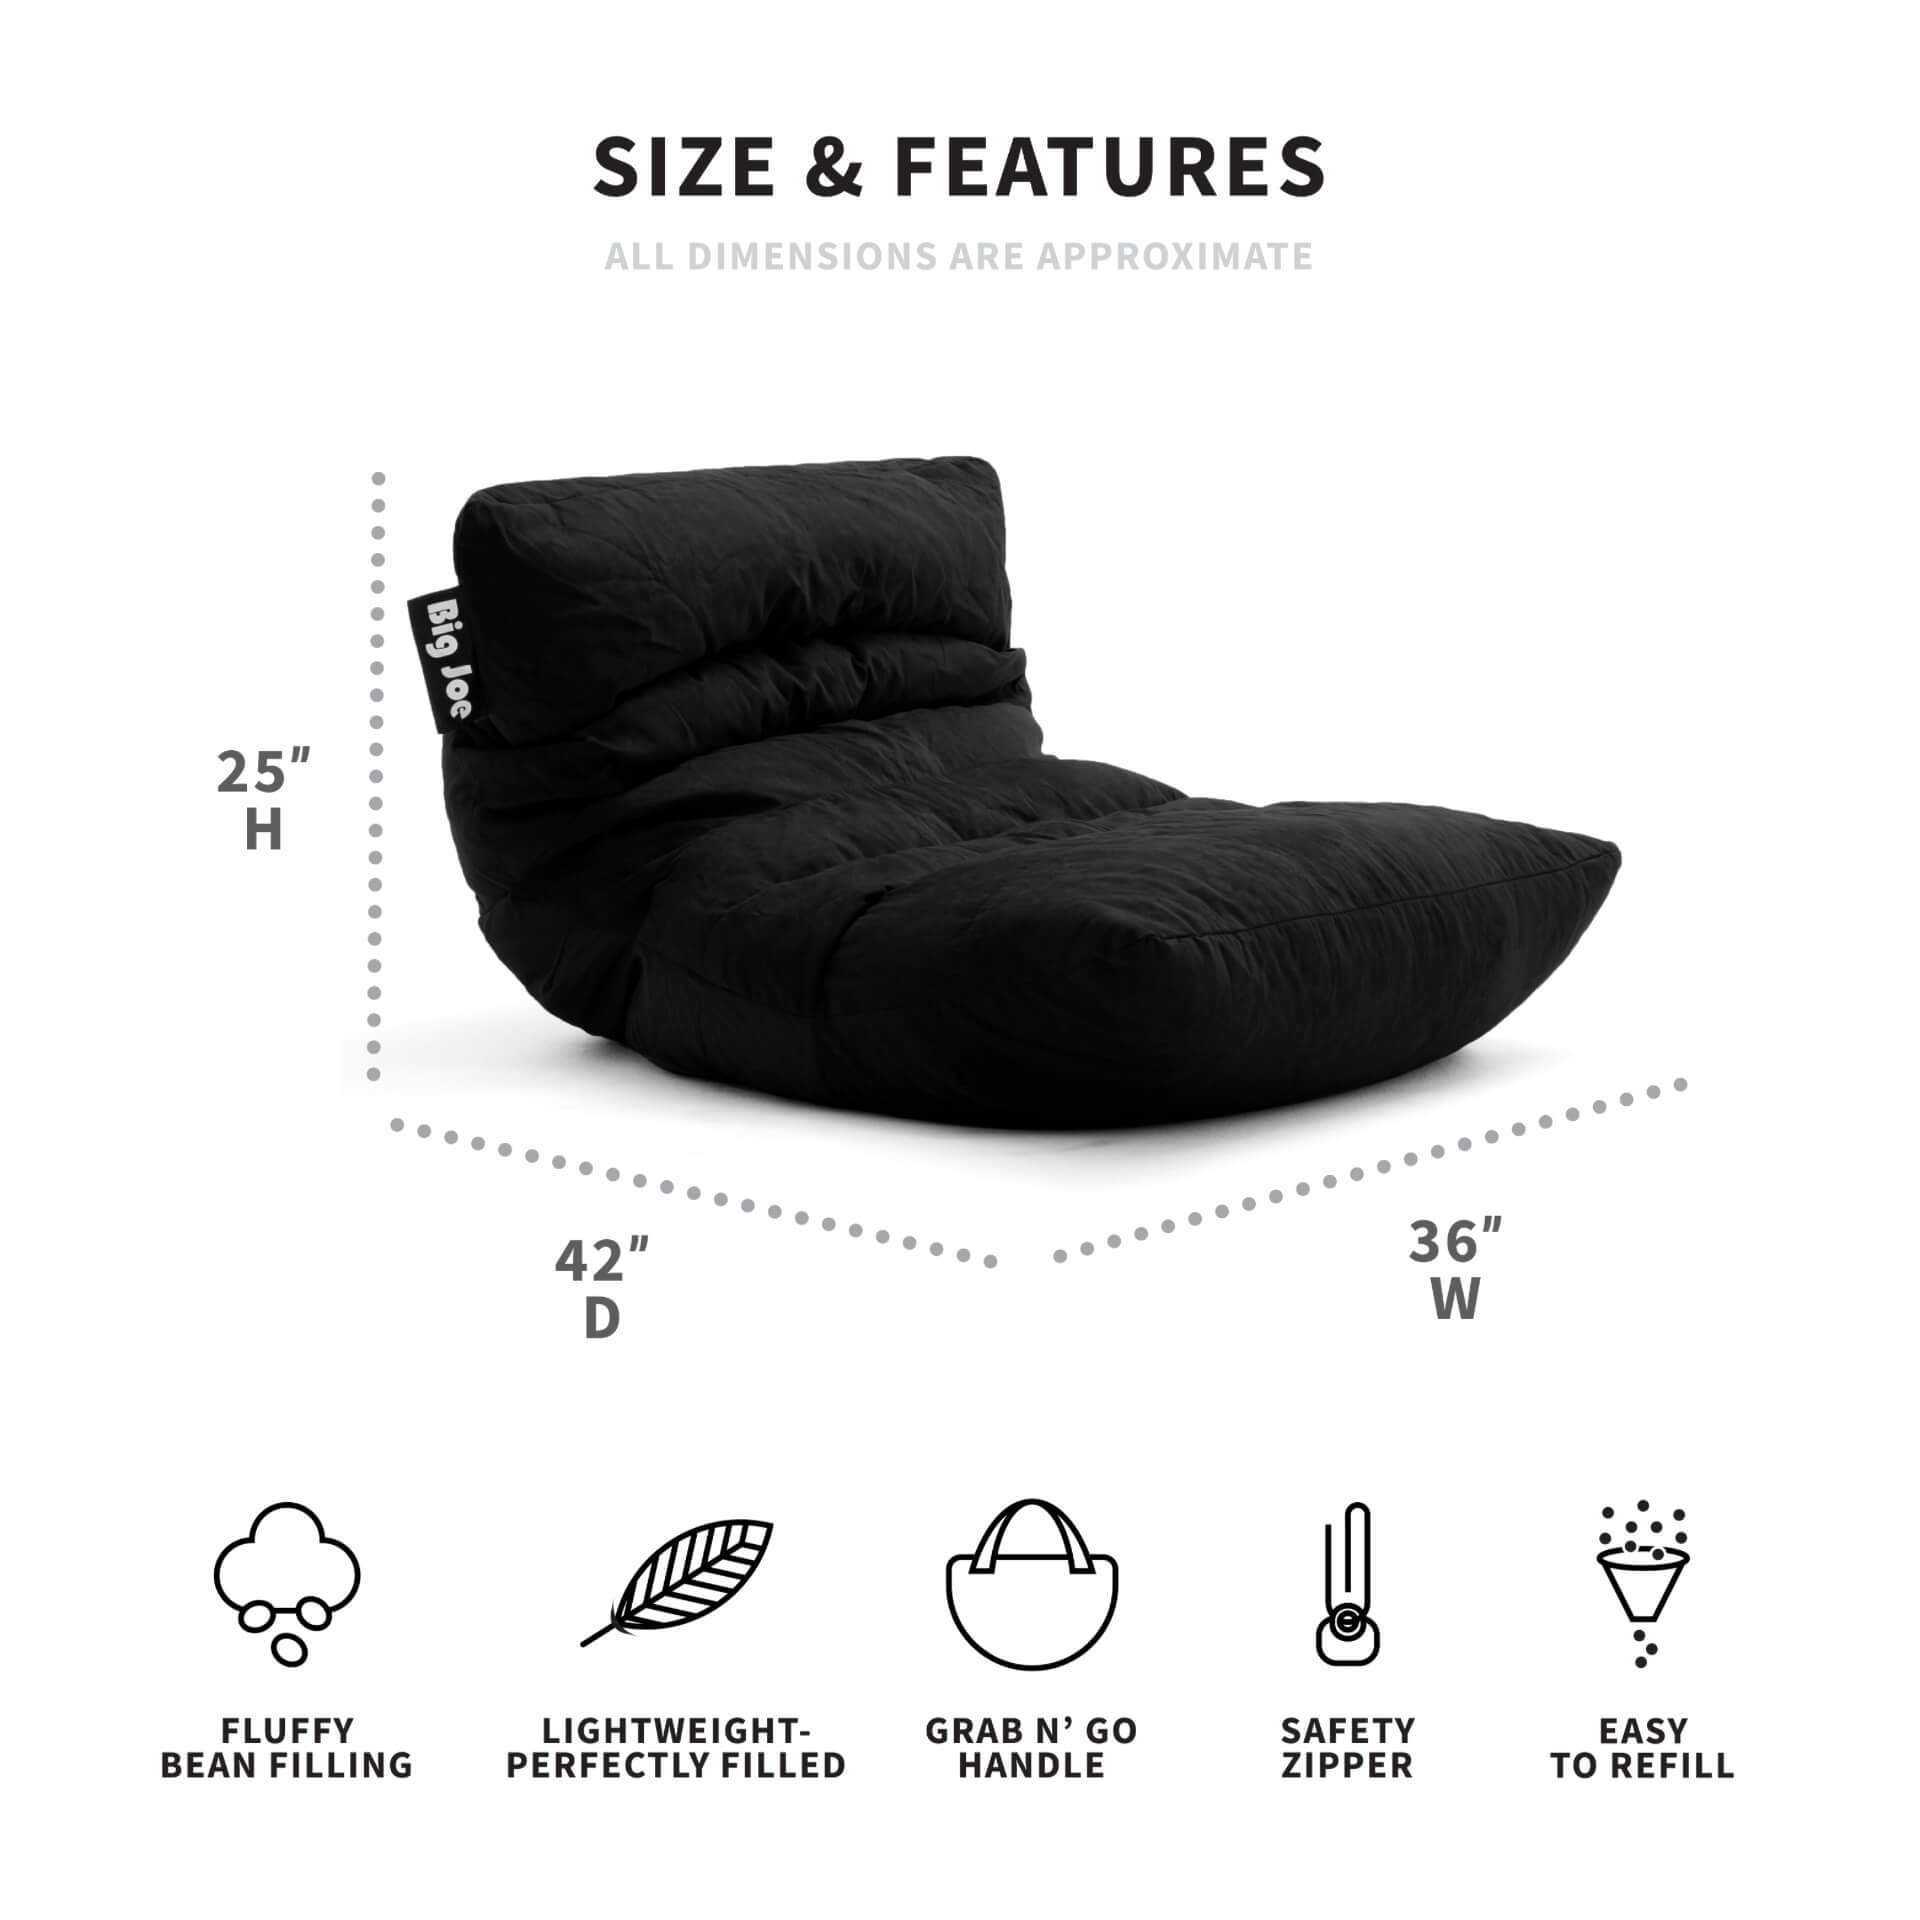 SIZE & FEATURES
ALL DIMENSIONS ARE APPROXIMATE
Big Joe
25"
H
42"
D
36"
W
FLUFFY
BEAN FILLING
LIGHTWEIGHT-
PERFECTLY FILLED
GRAB N’ GO
HANDLE
SAFETY
ZIPPER
EASY
TO REFILL